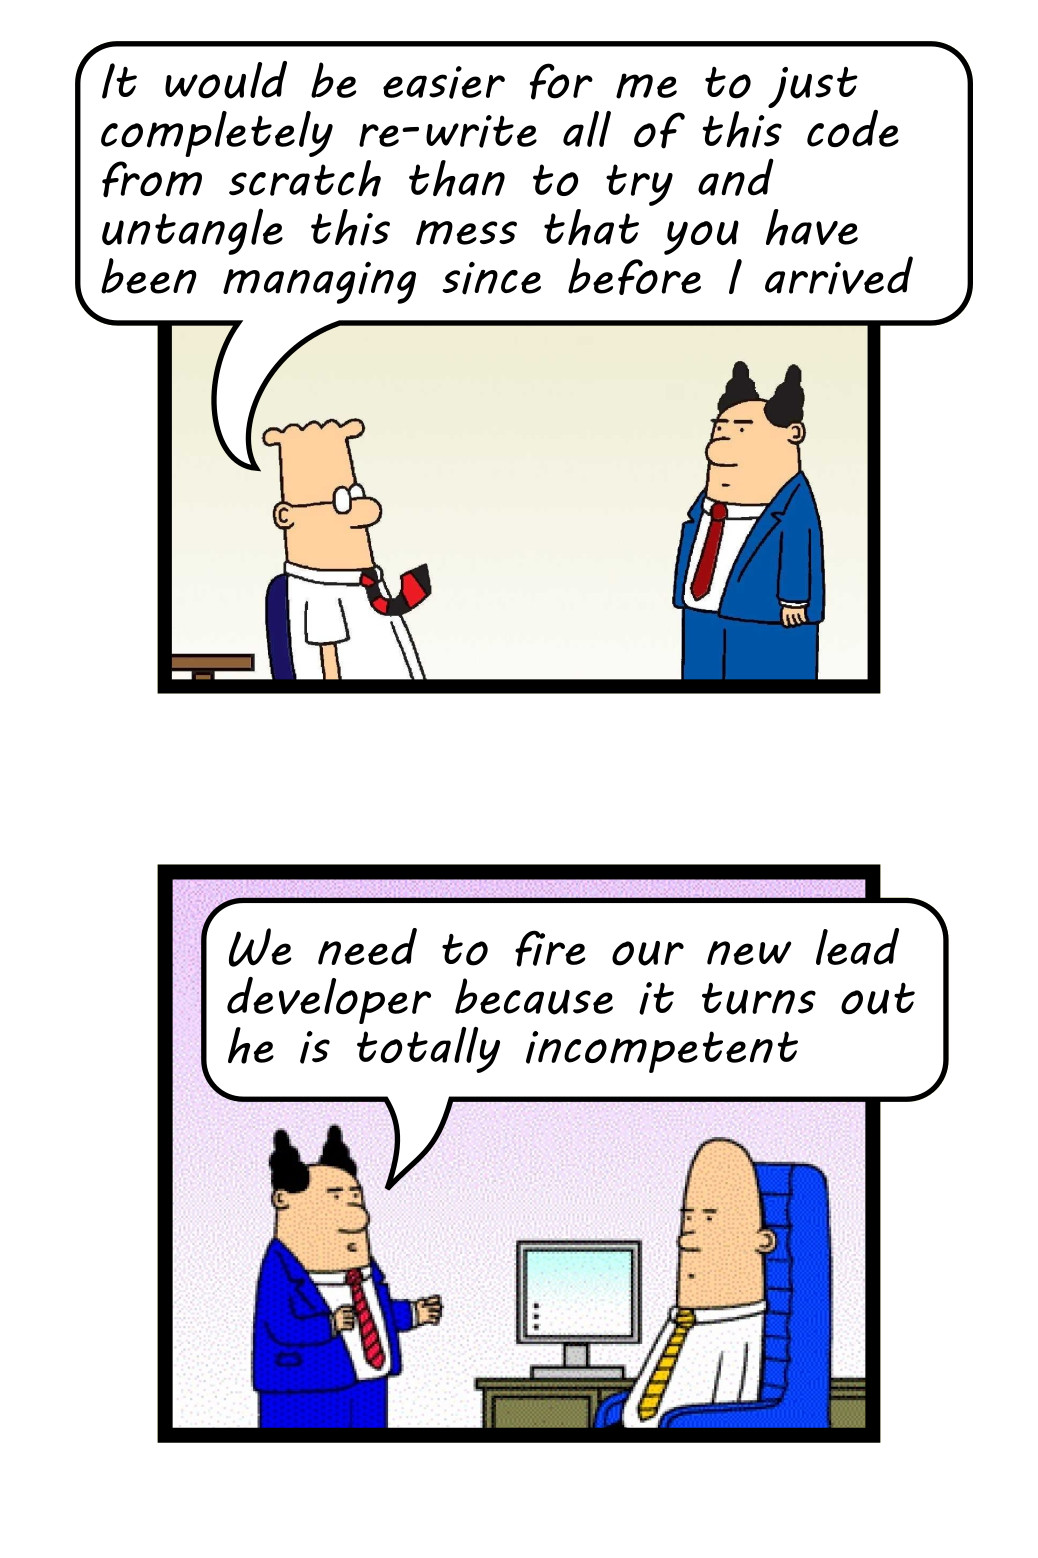 It would be easier for me to just
completely re-write all of this code
from scratch than to try and
untangle this mess that you have
been managing since before I arrived
We need to fire our new lead
developer because it turns out
he is totally incompetent